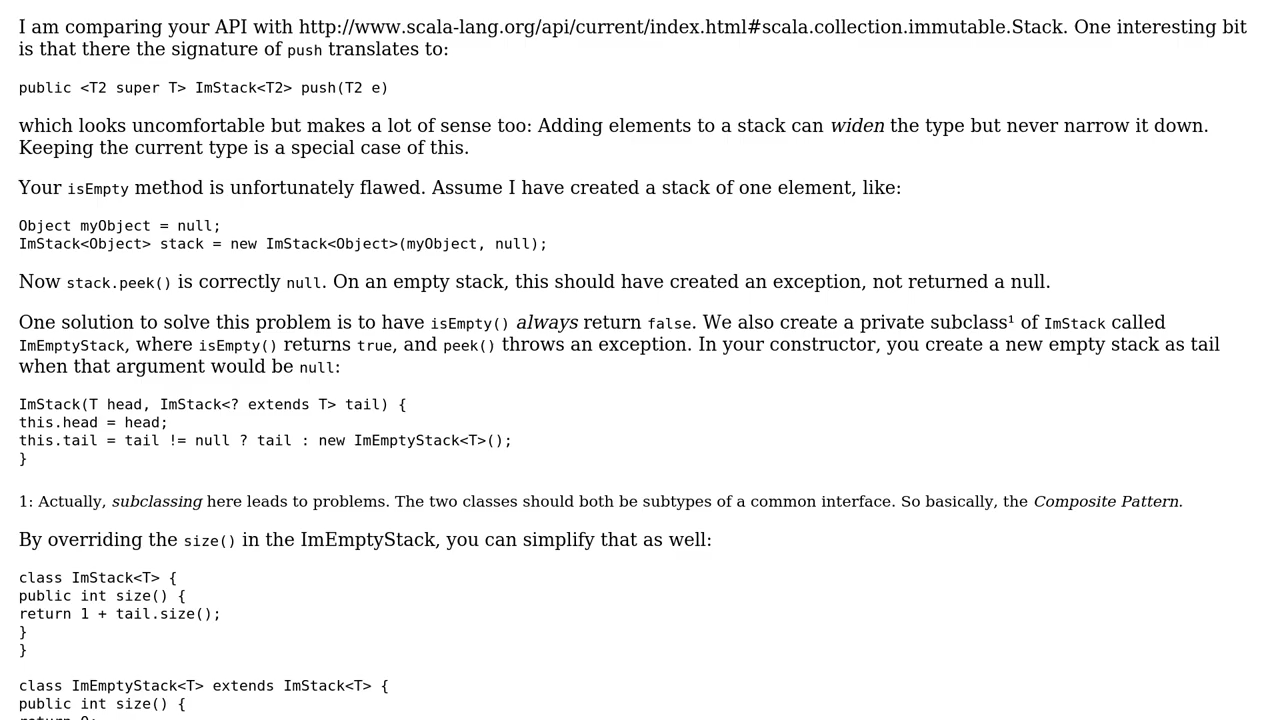 I am comparing your API with http://www.scala-lang.org/api/current/index.html#scala.collection.immutable.Stack. One interesting bit
is that there the signature of push translates to:
public <T2 super T> ImStack<T2> push(T2 e)
which looks uncomfortable but makes a lot of sense too: Adding elements to a stack can widen the type but never narrow it down.
Keeping the current type is a special case of this.
Your isEmpty method is unfortunately flawed. Assume I have created a stack of one element, like:
Object myObject = null;
ImStack<Object> stack = new ImStack<Object>(myObject, null);
Now stack.peek() is correctly null. On an empty stack, this should have created an exception, not returned a null.
One solution to solve this problem is to have isEmpty() always return false. We also create a private subclass¹ of ImStack called
ImEmptyStack, where isEmpty() returns true, and peek() throws an exception. In your constructor, you create a new empty stack as tail
when that argument would be null:
ImStack(T head, ImStack<? extends T> tail) {
this.head = head;
this.tail = tail != null ? tail : new ImEmptyStack<T>();
}
1: Actually, subclassing here leads to problems. The two classes should both be subtypes of a common interface. So basically, the Composite Pattern.
By overriding the size() in the ImEmptyStack, you can simplify that as well:
class ImStack<T> {
public int size() {
return 1 + tail.size();
}
}
class ImEmptyStack<T> extends ImStack<T> {
public int size() {
return 0;